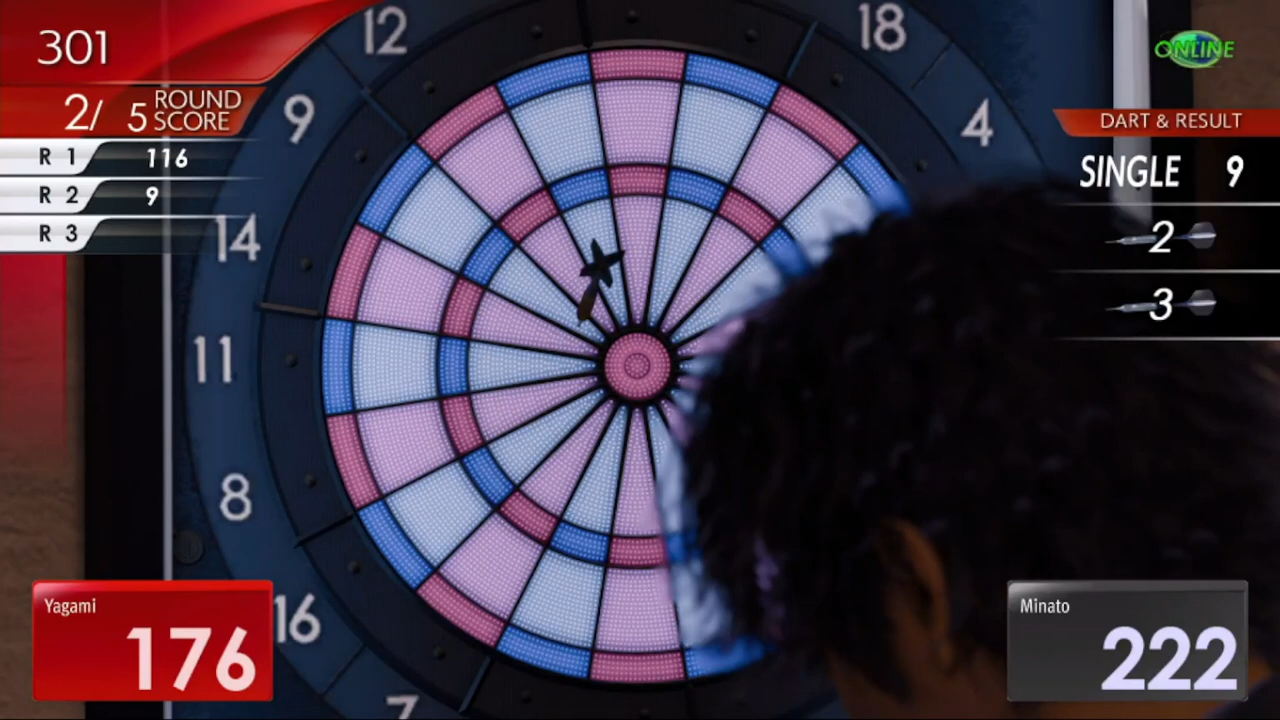 301
2/ 5 ROUND SCORE
R 1 116
R 2 9
R 3
12
18
9
4
14
11
8
16
7
ONLINE
DART & RESULT
SINGLE 9
2
3
Yagami
176
Minato
222